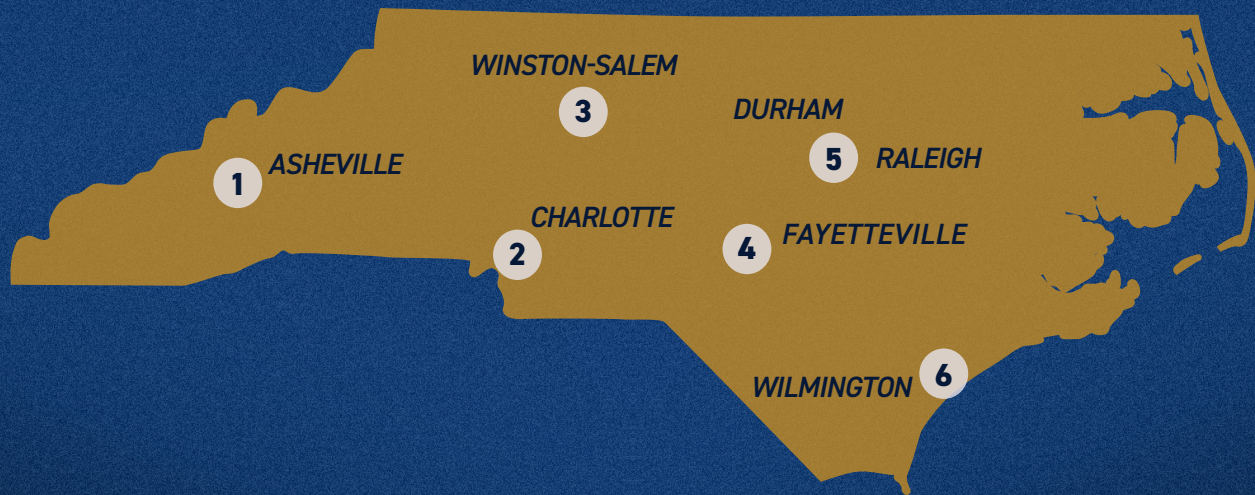 WINSTON-SALEM
3
DURHAM
5 RALEIGH
1 ASHEVILLE
CHARLOTTE
2
4 FAYETTEVILLE
WILMINGTON 6